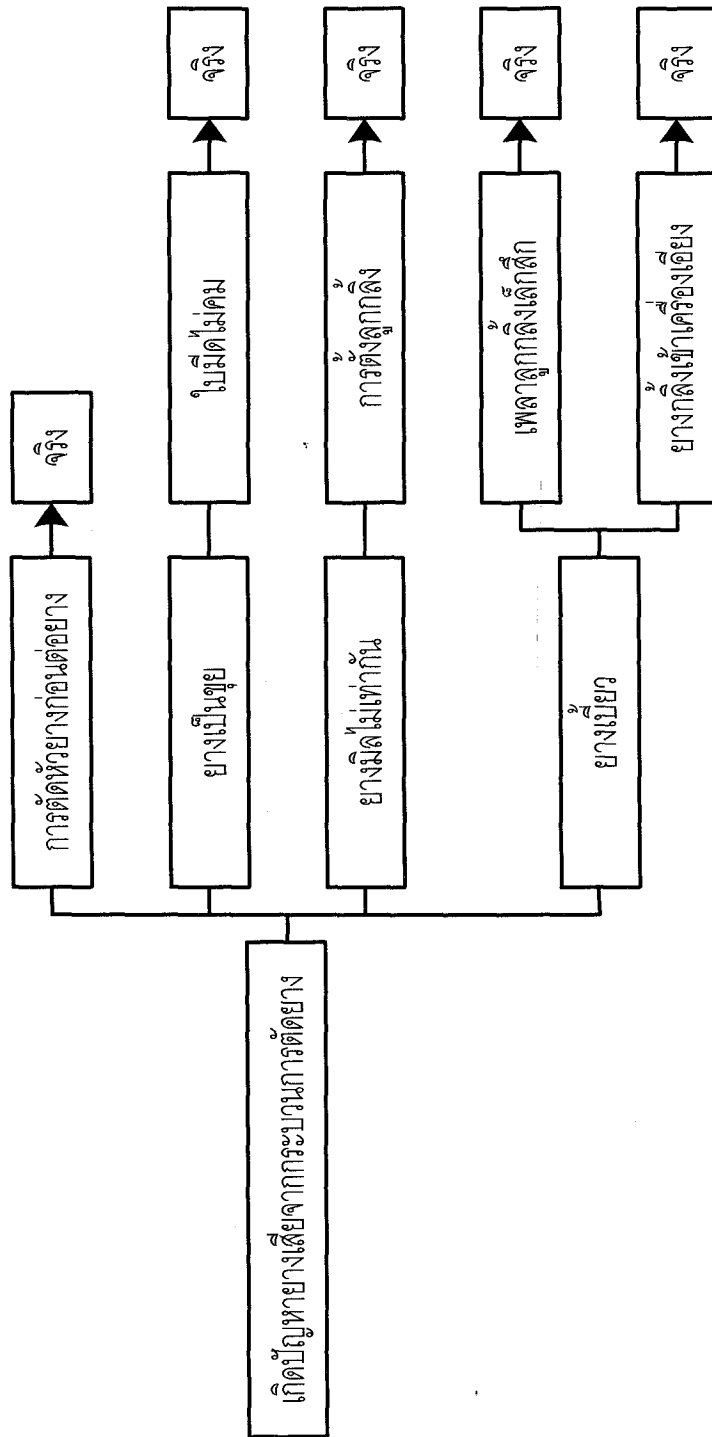 เกิดปัญหายางเสียจากกระบวนการตัดยาง
การตัดหัวยางก่อนต่อยาง
จริง
ยางเป็นขุย
ใบมีดไม่คม
จริง
ยางมิลไม่เท่ากัน
การตั้งลูกกลิ้ง
จริง
ยางเบี้ยว
เพลาลูกกลิ้งเล็กสึก
จริง
ยางกลิ้งเข้าเครื่องเอียง
จริง